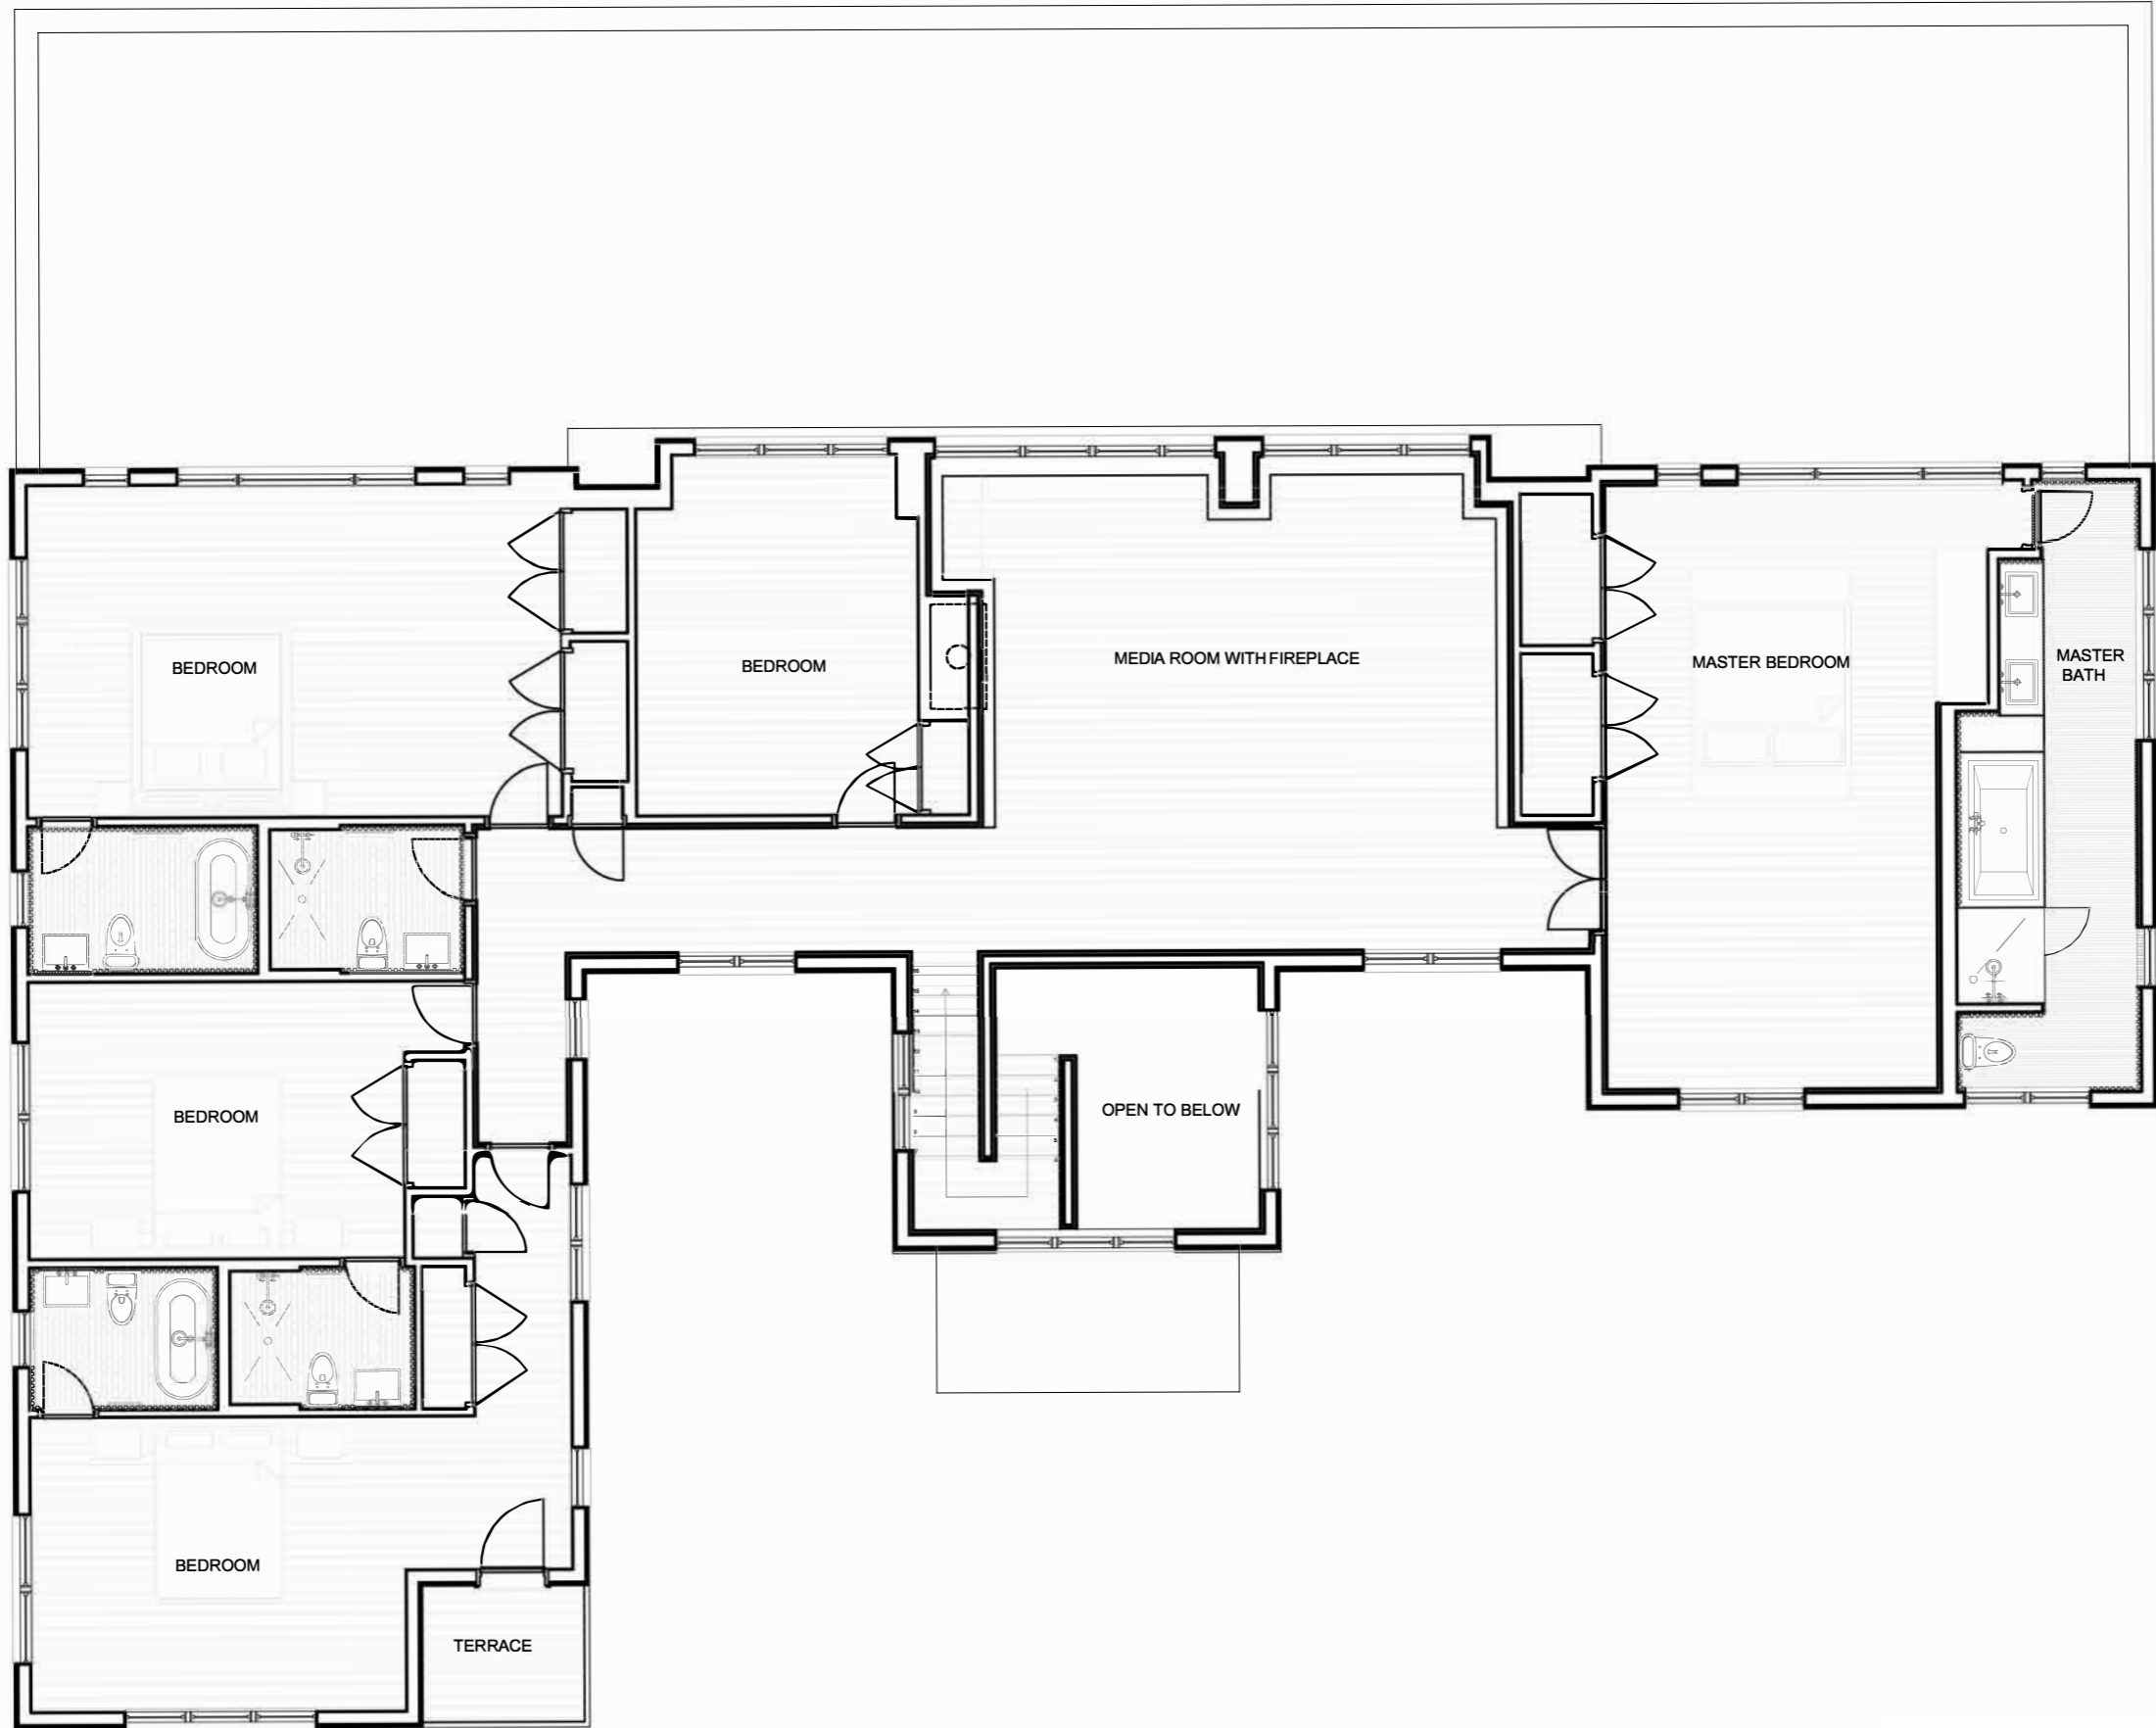 BEDROOM
BEDROOM
MEDIA ROOM WITH FIREPLACE
MASTER BEDROOM
MASTER
BATH
BEDROOM
OPEN TO BELOW
BEDROOM
TERRACE